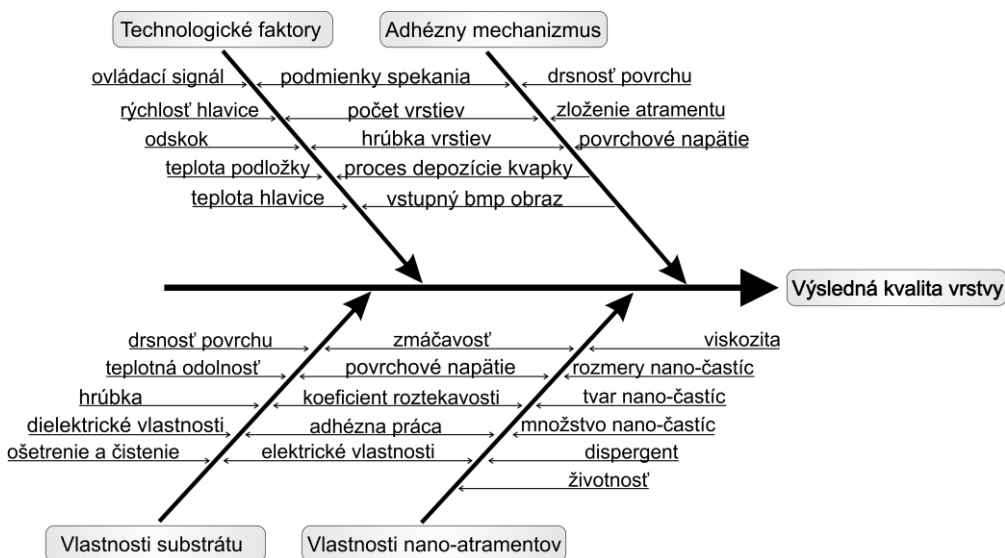 Technologické faktory
Adhézny mechanizmus
ovládací signál
podmienky spekania
drsnosť povrchu
rýchlosť hlavice
počet vrstiev
zloženie atramentu
odskok
hrúbka vrstiev
povrchové napätie
teplota podložky
proces depozície kvapky
teplota hlavice
vstupný bmp obraz
Výsledná kvalita vrstvy
drsnosť povrchu
zmáčavosť
viskozita
teplotná odolnosť
povrchové napätie
rozmery nano-častíc
hrúbka
koeficient roztekavosti
tvar nano-častíc
dielektrické vlastnosti
adhézna práca
množstvo nano-častíc
ošetrenie a čistenie
elektrické vlastnosti
dispergent
životnosť
Vlastnosti substrátu
Vlastnosti nano-atramentov